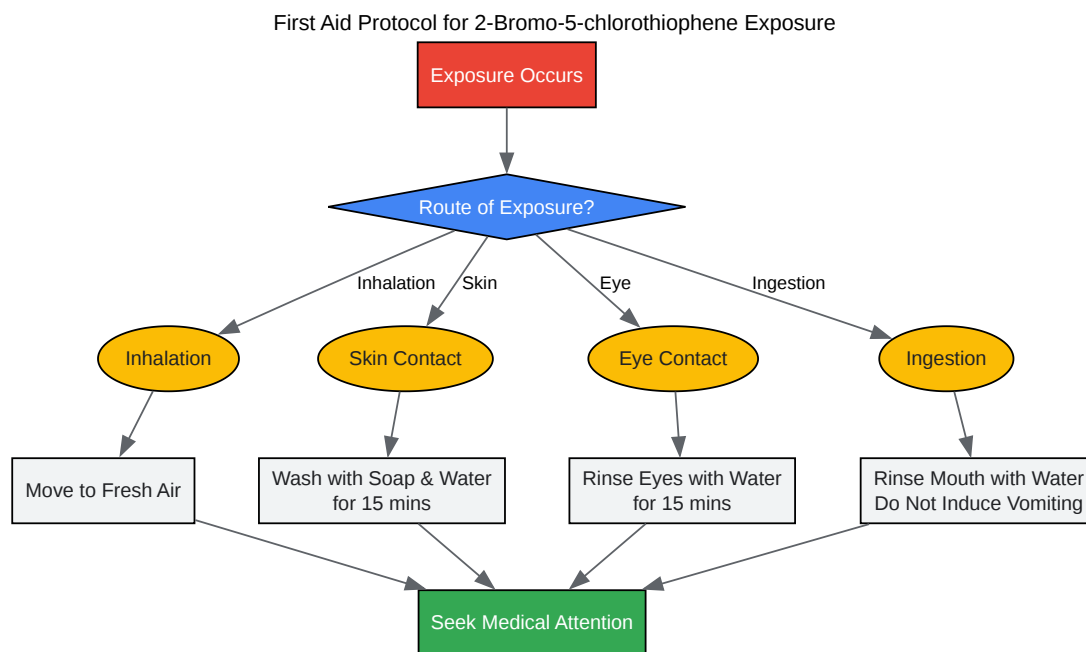 First Aid Protocol for 2-Bromo-5-chlorothiophene Exposure
Exposure Occurs
Route of Exposure?
Inhalation
Skin
Eye
Ingestion
Inhalation
Skin Contact
Eye Contact
Ingestion
Move to Fresh Air
Wash with Soap & Water
for 15 mins
Rinse Eyes with Water
for 15 mins
Rinse Mouth with Water
Do Not Induce Vomiting
Seek Medical Attention